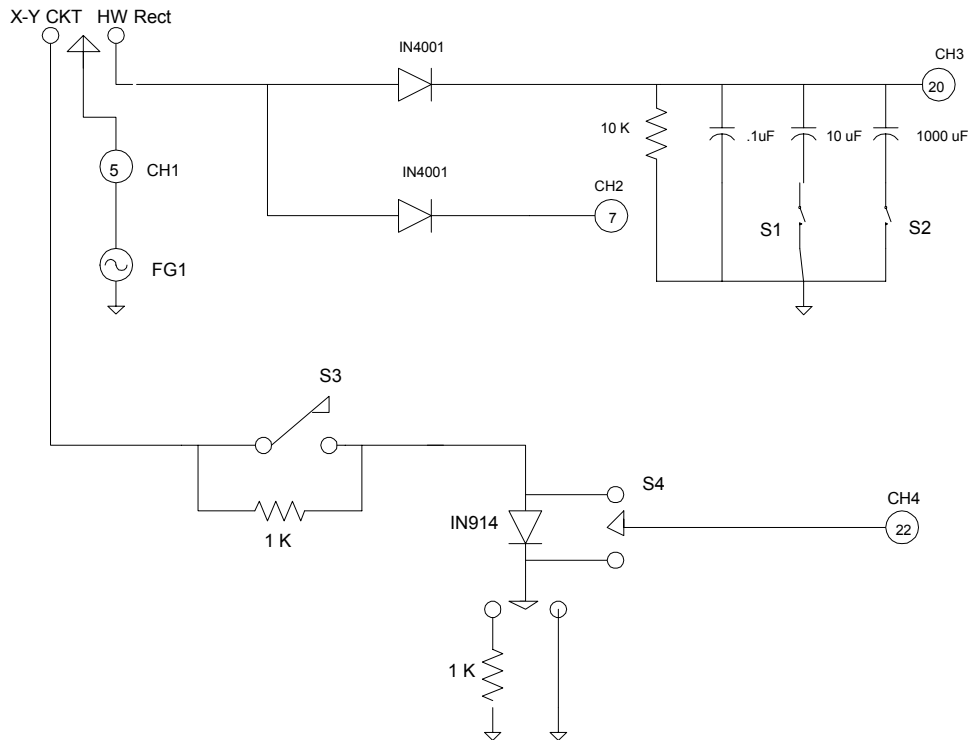 X-Y CKT HW Rect
IN4001
CH3
20
10 K
.1uF
10 uF
1000 uF
5
CH1
IN4001
CH2
7
S1
S2
FG1
S3
1 K
S4
IN914
CH4
22
1 K